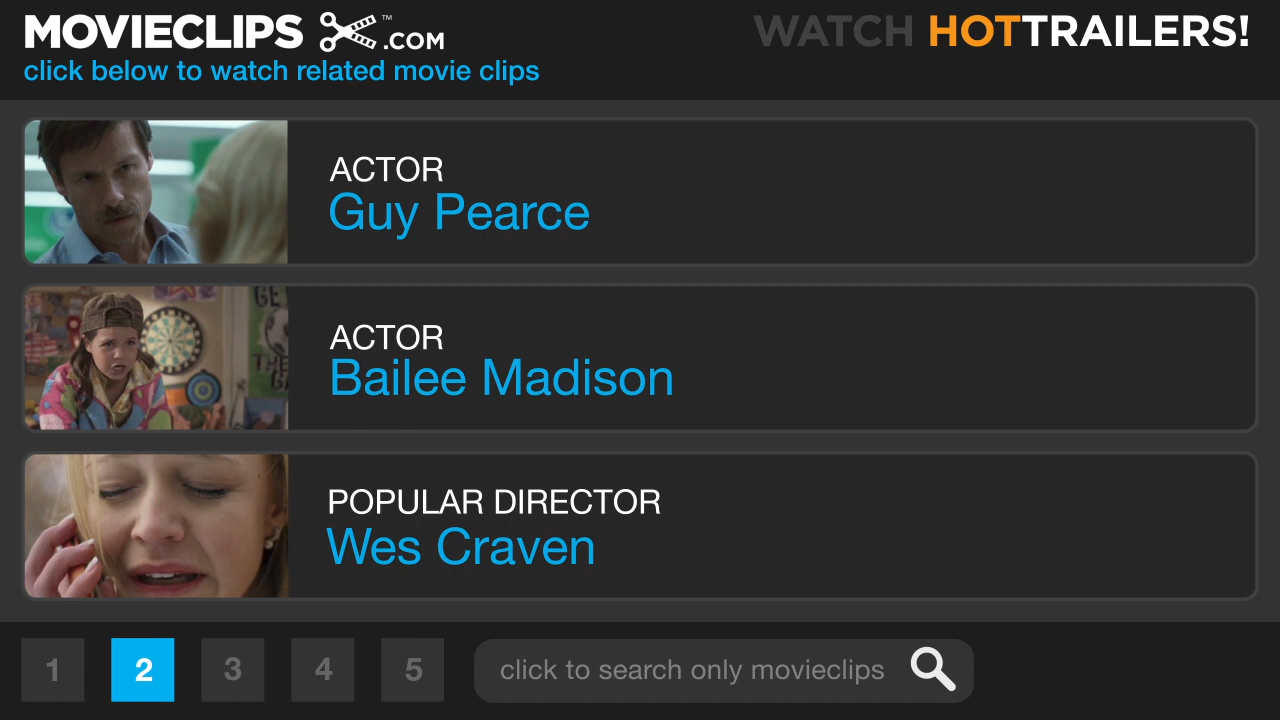 MOVIECLIPS ™ .COM
WATCH HOTTRAILERS!
click below to watch related movie clips
ACTOR
Guy Pearce
ACTOR
Bailee Madison
POPULAR DIRECTOR
Wes Craven
1 2 3 4 5
click to search only movieclips